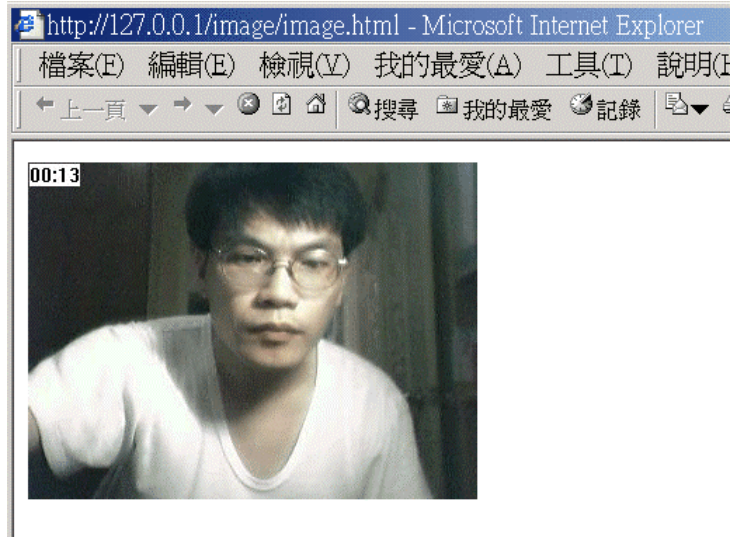 http://127.0.0.1/image/image.html - Microsoft Internet Explorer
檔案(F) 編輯(E) 檢視(V) 我的最愛(A) 工具(T) 說明(H
上一頁 搜尋 我的最愛 記錄
00:13